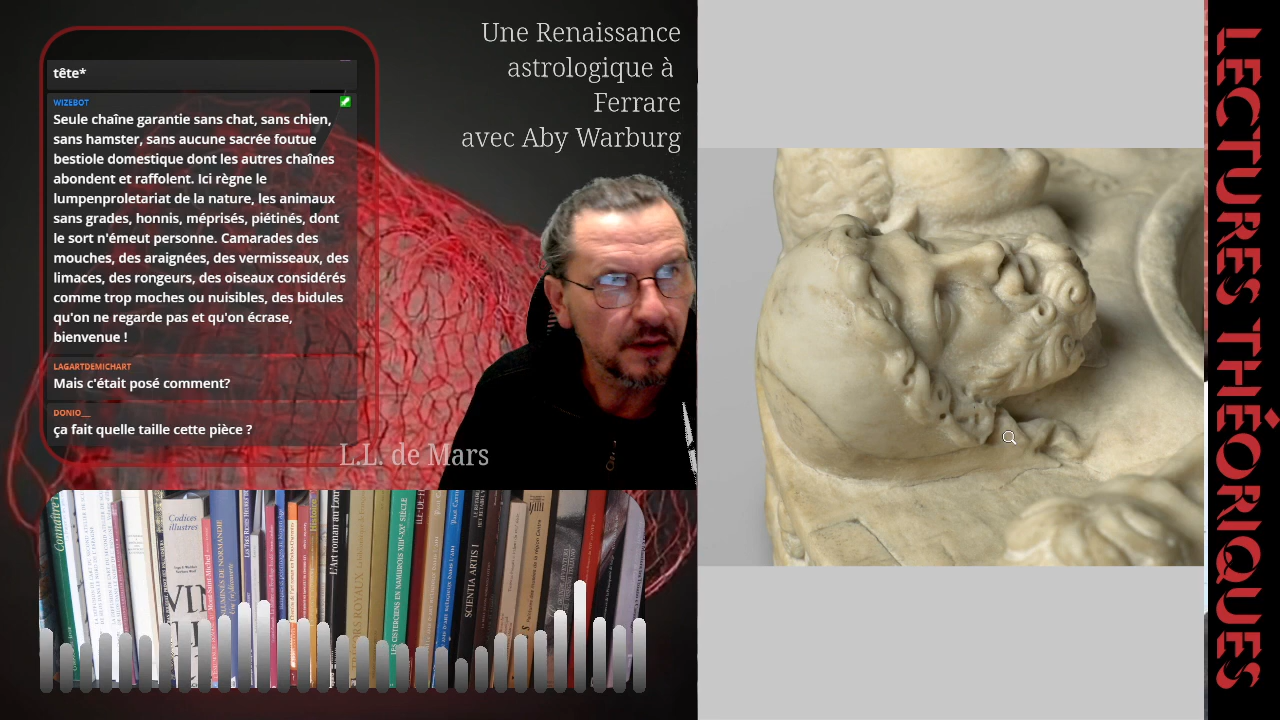 Une Renaissance
astrologique à
Ferrare
avec Aby Warburg
tête*
WIZEBOT
Seule chaîne garantie sans chat, sans chien,
sans hamster, sans aucune sacrée foutue
bestiole domestique dont les autres chaînes
abondent et raffolent. Ici règne le
lumpenproletariat de la nature, les animaux
sans grades, honnis, méprisés, piétinés, dont
le sort n'émeut personne. Camarades des
mouches, des araignées, des vermisseaux, des
limaces, des rongeurs, des oiseaux considérés
comme trop moches ou nuisibles, des bidules
qu'on ne regarde pas et qu'on écrase,
bienvenue !
LAGARTDEMICHART
Mais c'était posé comment?
DONIO__
ça fait quelle taille cette pièce ?
L.L. de Mars
Connaître
Codices
illustres
L'Art roman au
LES CISTERCIENS EN NAMUROIS XIIIe-XXe SIÈCLE
SCIENTIA ARTIS 1
LECTURES THÉORIQUES